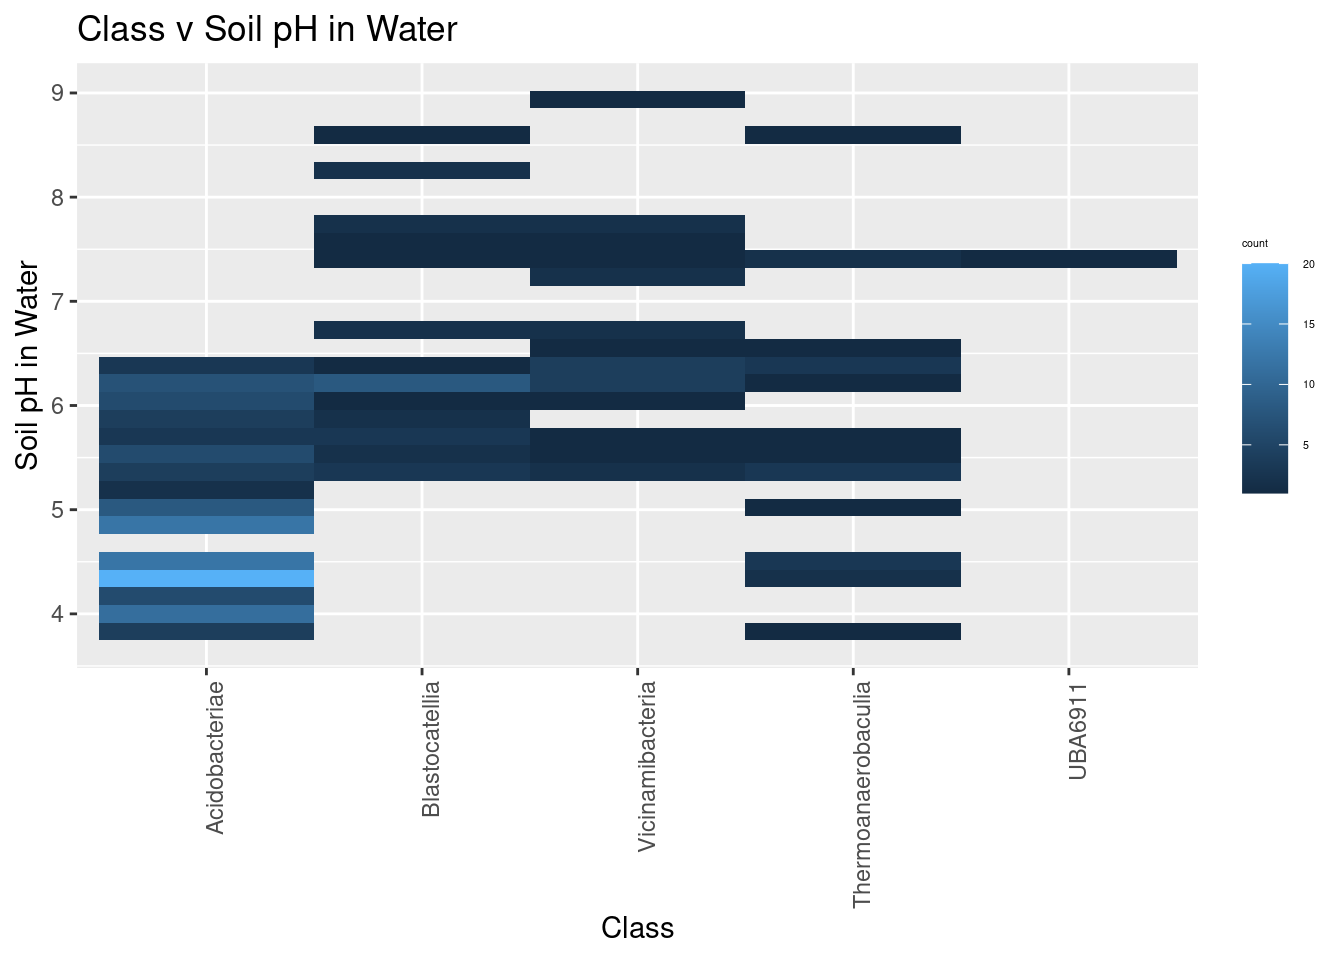 Class v Soil pH in Water
Soil pH in Water
9
8
7
6
5
4
Acidobacteriae
Blastocatellia
Vicinamibacteria
Thermoanaerobaculia
UBA6911
Class
count
20
15
10
5